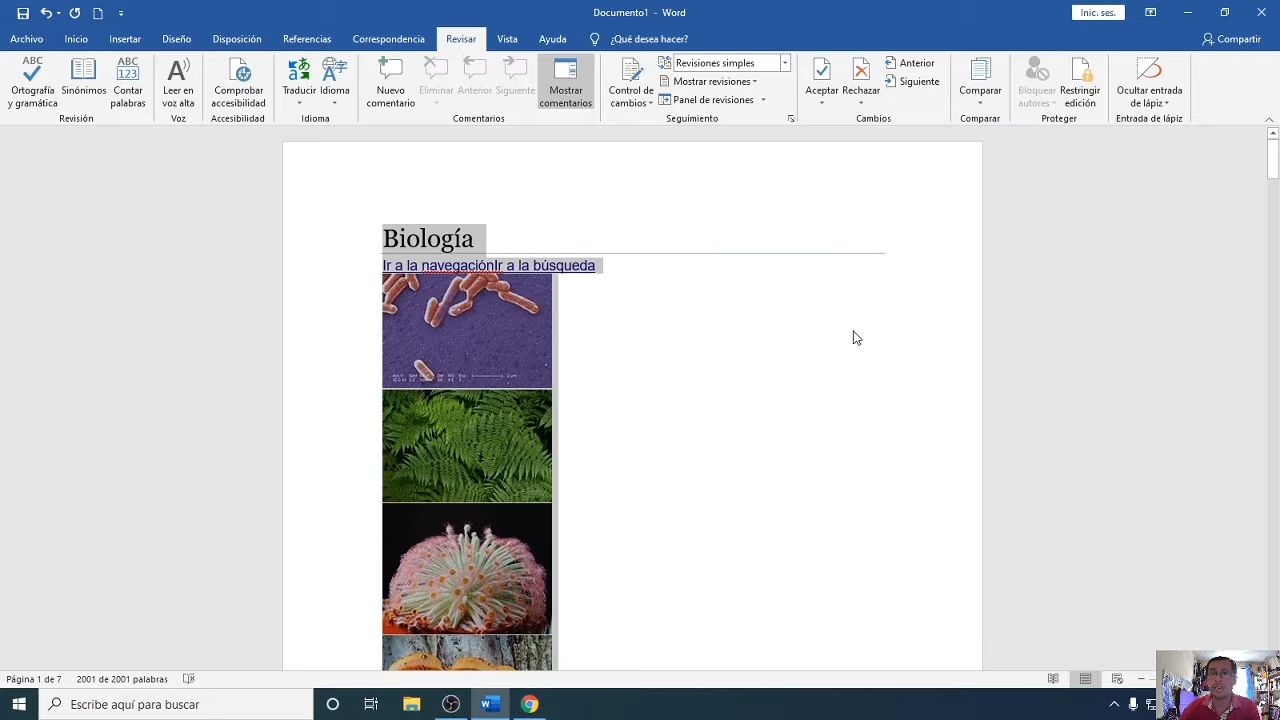 Documento1 - Word
Inic. ses.
Archivo Inicio Insertar Diseño Disposición Referencias Correspondencia Revisar Vista Ayuda ¿Qué desea hacer? Compartir
Ortografía y gramática
Sinónimos
Contar palabras
Revisión
Leer en voz alta
Voz
Comprobar accesibilidad
Accesibilidad
Traducir
Idioma
Idioma
Nuevo comentario
Eliminar
Anterior
Siguiente
Mostrar comentarios
Comentarios
Control de cambios
Revisiones simples
Mostrar revisiones
Panel de revisiones
Seguimiento
Aceptar
Rechazar
Anterior
Siguiente
Cambios
Comparar
Comparar
Bloquear autores
Restringir edición
Proteger
Ocultar entrada de lápiz
Entrada de lápiz
Biología
Ir a la navegaciónIr a la búsqueda
Página 1 de 7 2001 de 2001 palabras
Escribe aquí para buscar